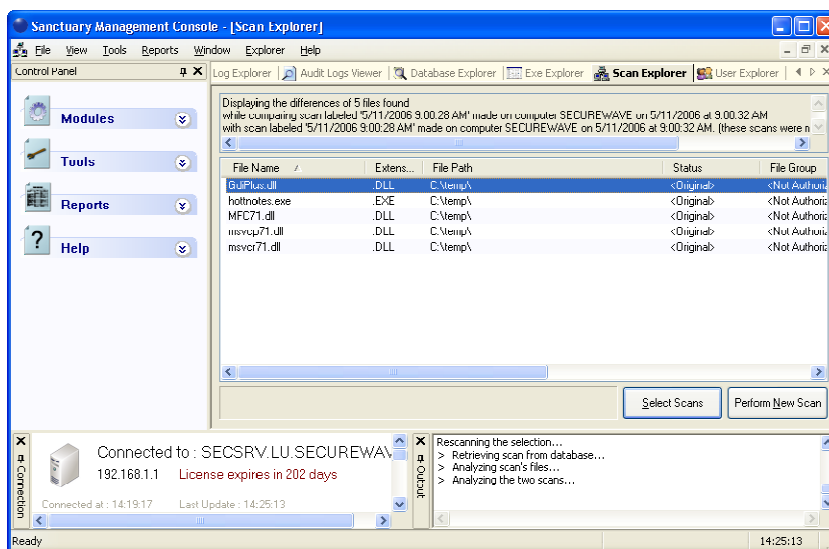 Sanctuary Management Console - [Scan Explorer]
File View Tools Reports Window Explorer Help
Control Panel
Log Explorer Audit Logs Viewer Database Explorer Exe Explorer Scan Explorer User Explorer
Modules
Tools
Reports
Help
Displaying the differences of 5 files found
while comparing scan labeled '5/11/2006 9:00:28 AM' made on computer SECUREWAVE on 5/11/2006 at 9:00:32 AM
with scan labeled '5/11/2006 9:00:28 AM' made on computer SECUREWAVE on 5/11/2006 at 9:00:32 AM. (these scans were n
File Name Extens... File Path Status File Group
GdiPlus.dll .DLL C:\temp\ <Original> <Not Authoriz
hottnotes.exe .EXE C:\temp\ <Original> <Not Authoriz
MFC71.dll .DLL C:\temp\ <Original> <Not Authoriz
msvcp71.dll .DLL C:\temp\ <Original> <Not Authoriz
msvcr71.dll .DLL C:\temp\ <Original> <Not Authoriz
Select Scans Perform New Scan
Connection
Connected to : SECSRV.LU.SECUREWAV
192.168.1.1 License expires in 202 days
Connected at : 14:19:17 Last Update : 14:25:13
Output
Rescanning the selection...
> Retrieving scan from database...
> Analyzing scan's files...
> Analyzing the two scans...
Ready 14:25:13